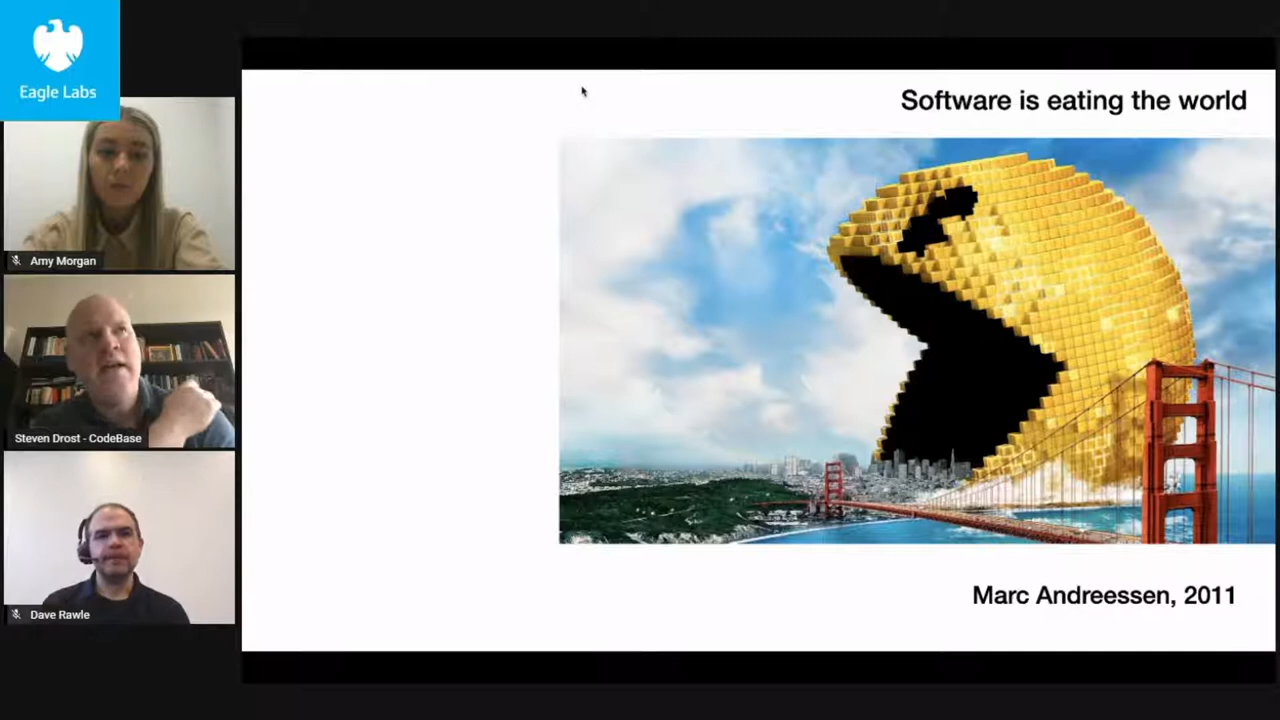 Eagle Labs
Amy Morgan
Steven Drost - CodeBase
Dave Rawle
Software is eating the world
Marc Andreessen, 2011